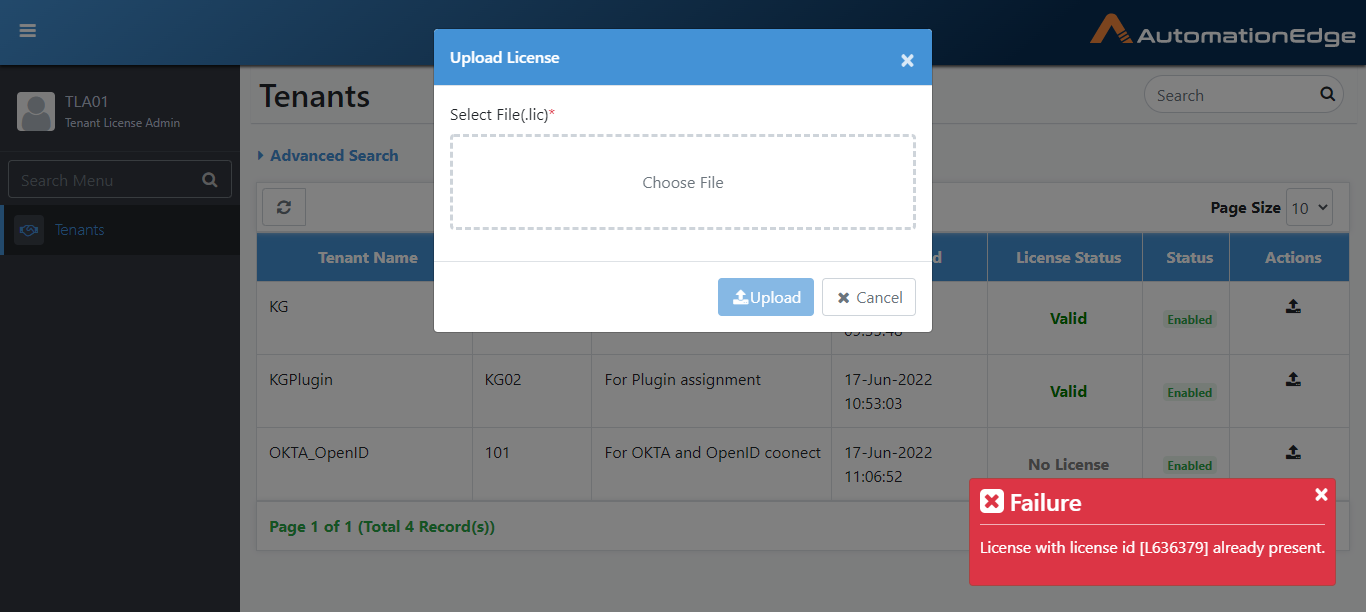 AutomationEdge
Upload License
×
TLA01
Tenant License Admin
Tenants
Search
Select File(.lic)*
Choose File
Search Menu
Advanced Search
Page Size 10
Tenants
Tenant Name
d
License Status
Status
Actions
Upload
Cancel
KG
Valid
Enabled
KGPlugin
KG02
For Plugin assignment
17-Jun-2022
10:53:03
Valid
Enabled
OKTA_OpenID
101
For OKTA and OpenID coonect
17-Jun-2022
11:06:52
No License
Enabled
Page 1 of 1 (Total 4 Record(s))
Failure
×
License with license id [L636379] already present.